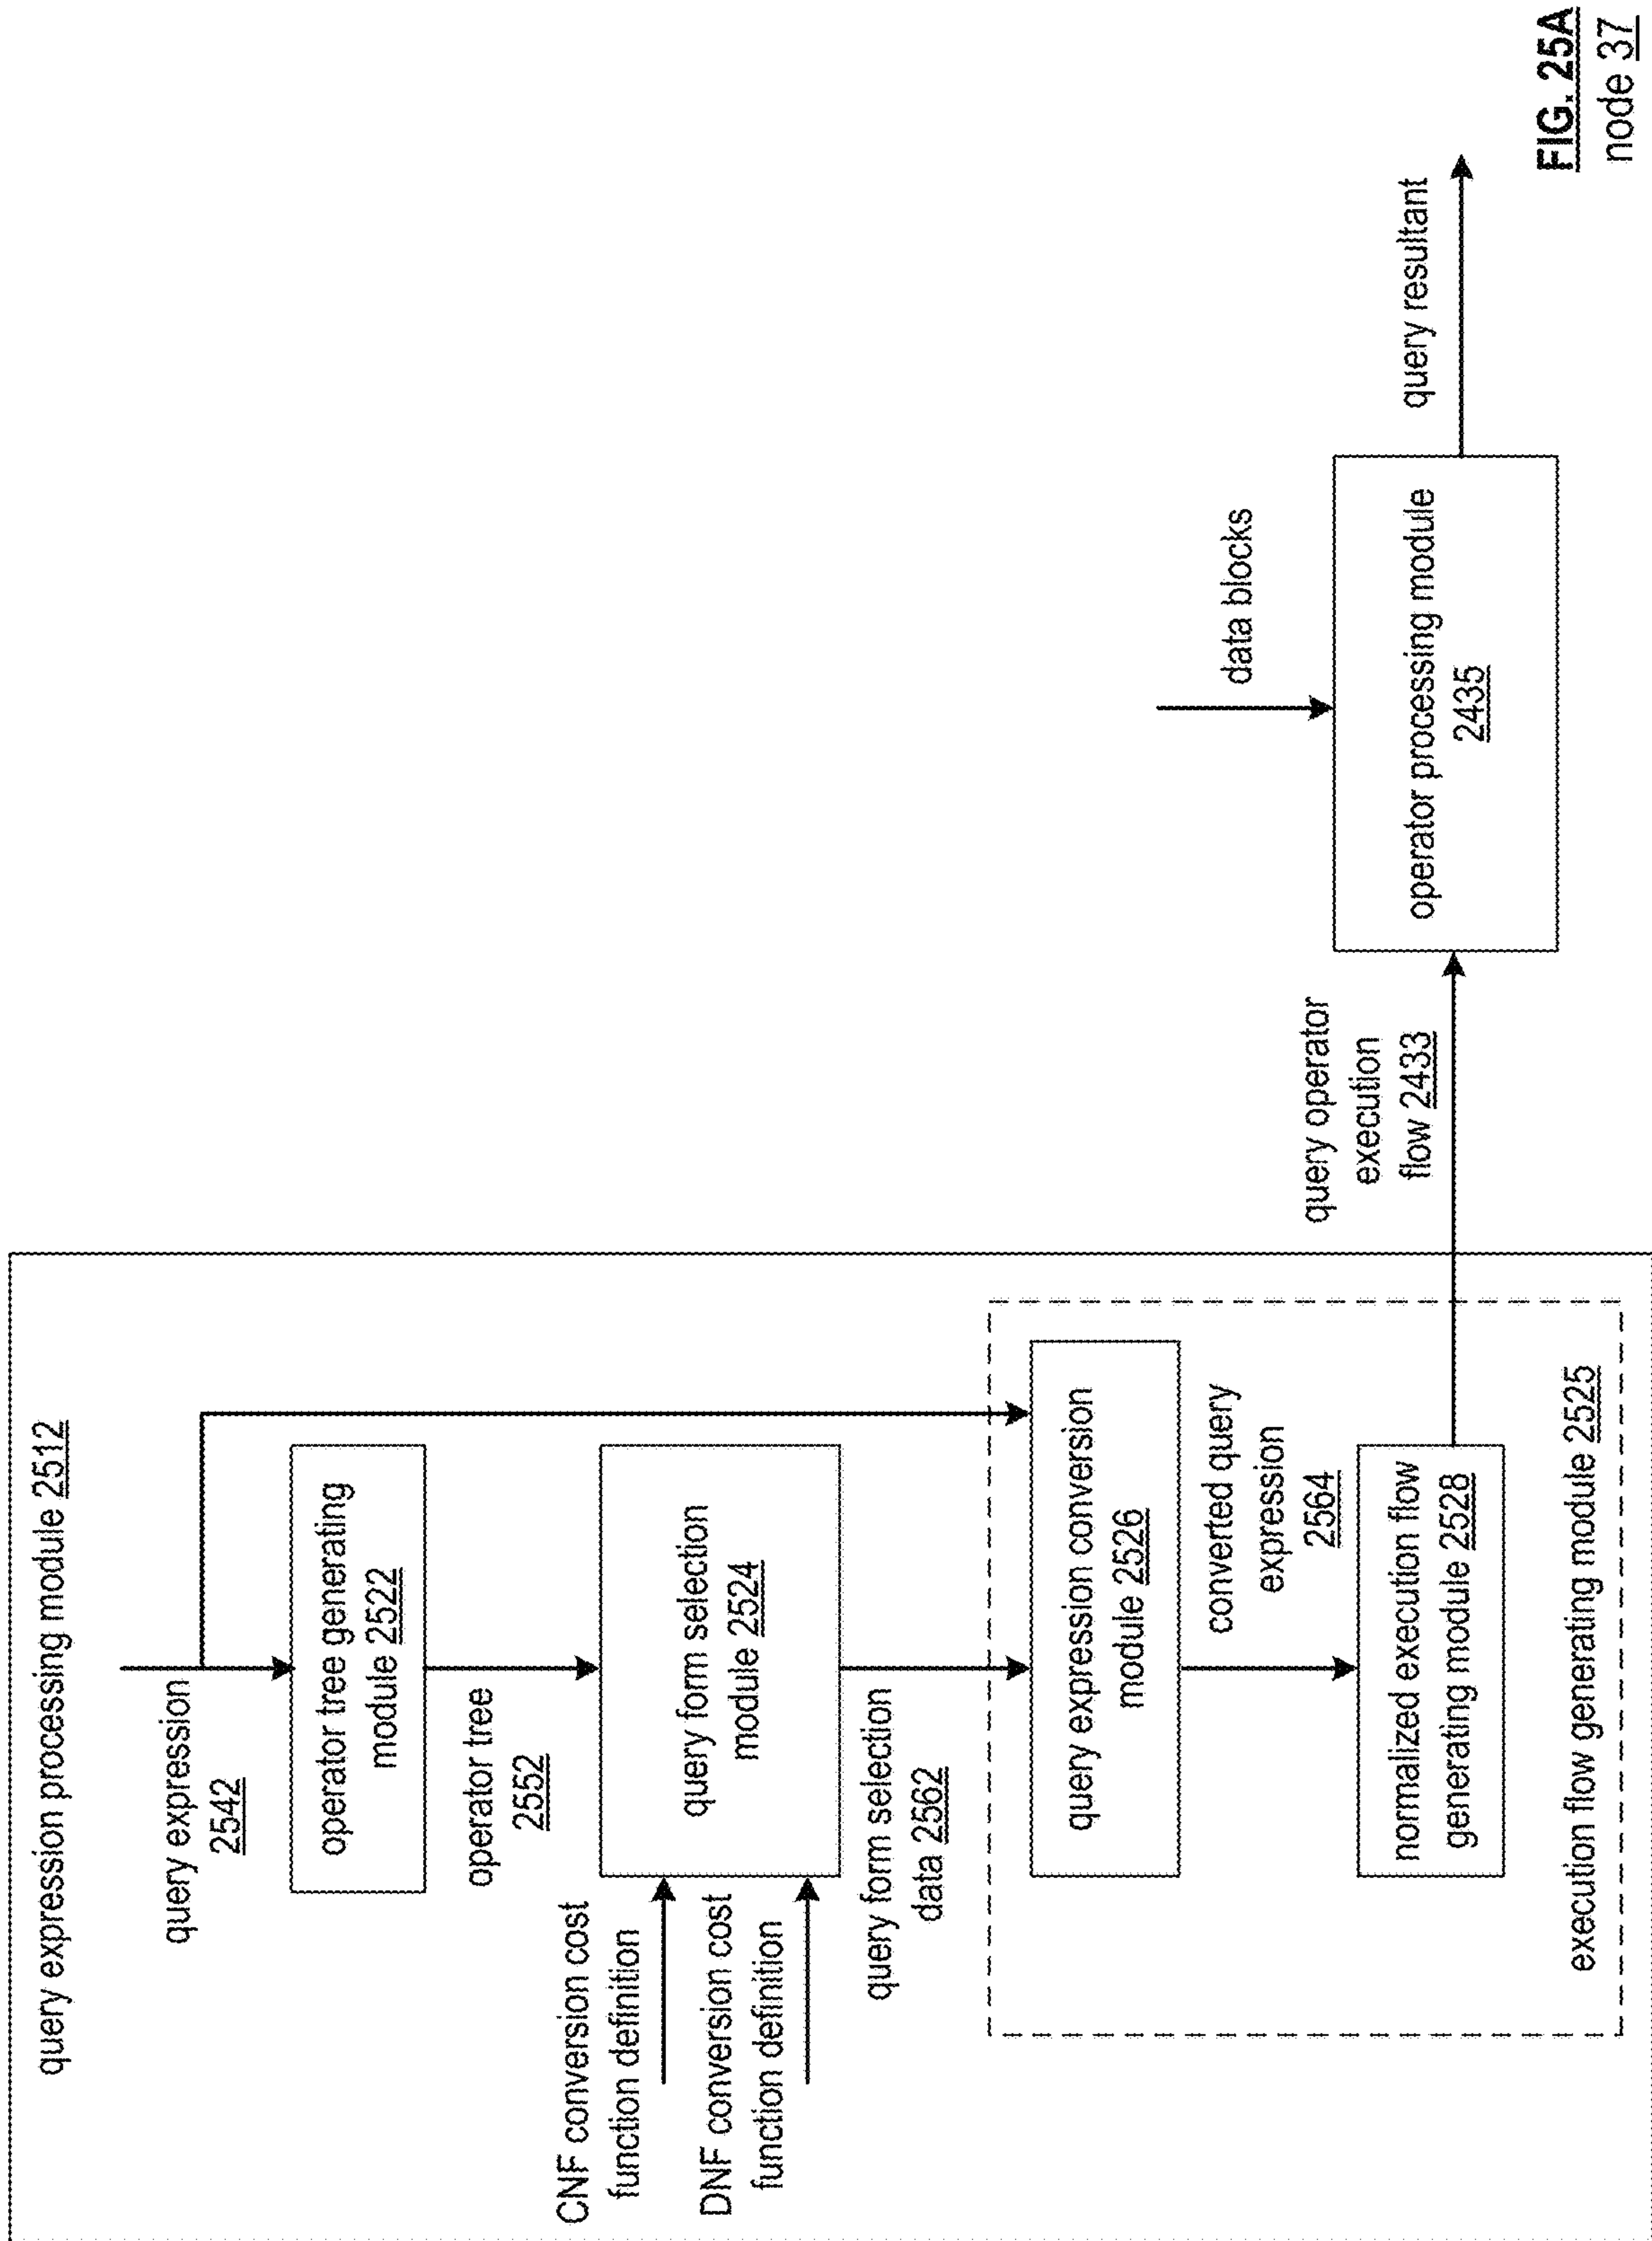 query expression processing module 2512
query expression
2542
operator tree generating
module 2522
operator tree
2552
CNF conversion cost
function definition
DNF conversion cost
function definition
query form selection
module 2524
query form selection
data 2562
query expression conversion
module 2526
converted query
expression
2564
normalized execution flow
generating module 2528
execution flow generating module 2525
query operator
execution
flow 2433
data blocks
operator processing module
2435
query resultant
FIG. 25A
node 37